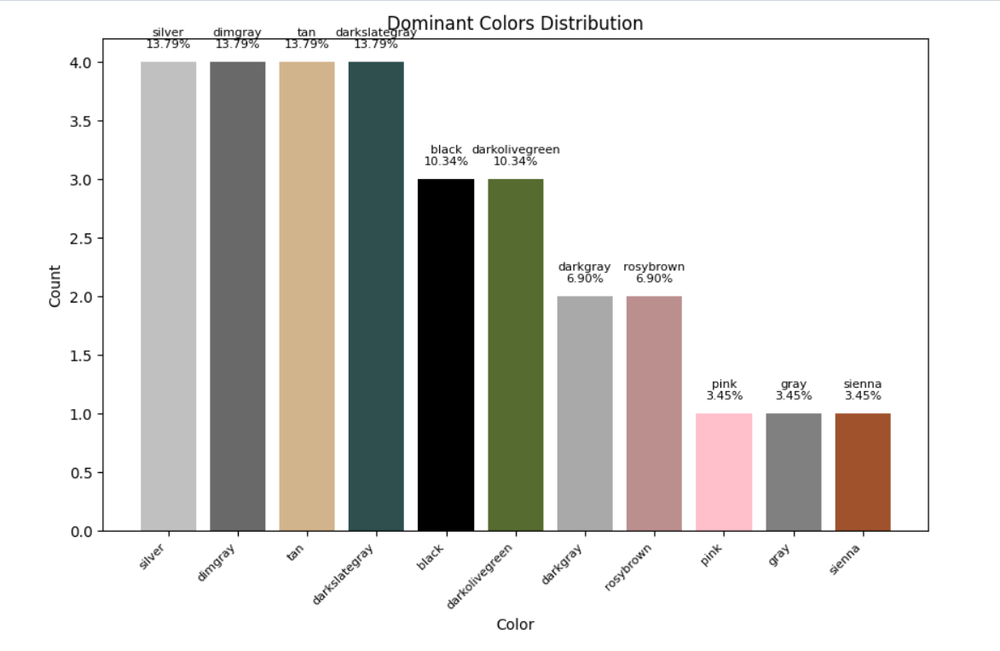 Dominant Colors Distribution
silver
13.79%
dimgray
13.79%
tan
13.79%
darkslategray
13.79%
black
10.34%
darkolivegreen
10.34%
darkgray
6.90%
rosybrown
6.90%
pink
3.45%
gray
3.45%
sienna
3.45%
Count
4.0
3.5
3.0
2.5
2.0
1.5
1.0
0.5
0.0
silver
dimgray
tan
darkslategray
black
darkolivegreen
darkgray
rosybrown
pink
gray
sienna
Color